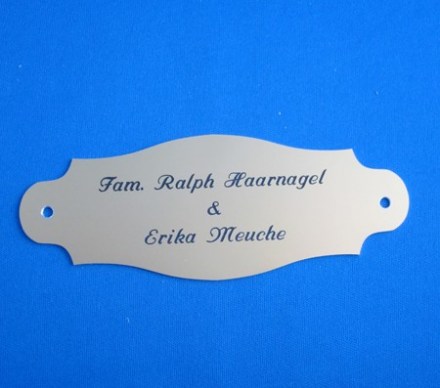 Fam. Ralph Haarnagel
&
Erika Meuche